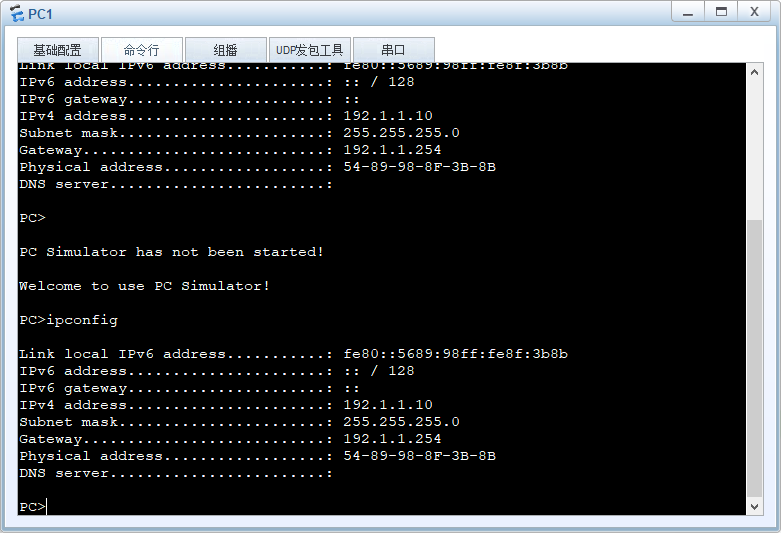 PC1
基础配置 命令行 组播 UDP发包工具 串口
Link local IPv6 address...........: fe80::5689:98ff:fe8f:3b8b
IPv6 address......................: :: / 128
IPv6 gateway......................: ::
IPv4 address......................: 192.1.1.10
Subnet mask.......................: 255.255.255.0
Gateway...........................: 192.1.1.254
Physical address..................: 54-89-98-8F-3B-8B
DNS server........................:
PC>
PC Simulator has not been started!
Welcome to use PC Simulator!
PC>ipconfig
Link local IPv6 address...........: fe80::5689:98ff:fe8f:3b8b
IPv6 address......................: :: / 128
IPv6 gateway......................: ::
IPv4 address......................: 192.1.1.10
Subnet mask.......................: 255.255.255.0
Gateway...........................: 192.1.1.254
Physical address..................: 54-89-98-8F-3B-8B
DNS server........................:
PC>